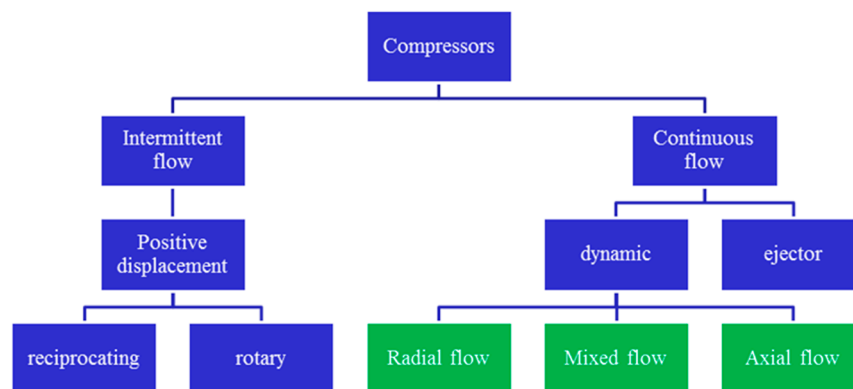 Compressors
Intermittent
flow
Continuous
flow
Positive
displacement
dynamic
ejector
reciprocating
rotary
Radial flow
Mixed flow
Axial flow